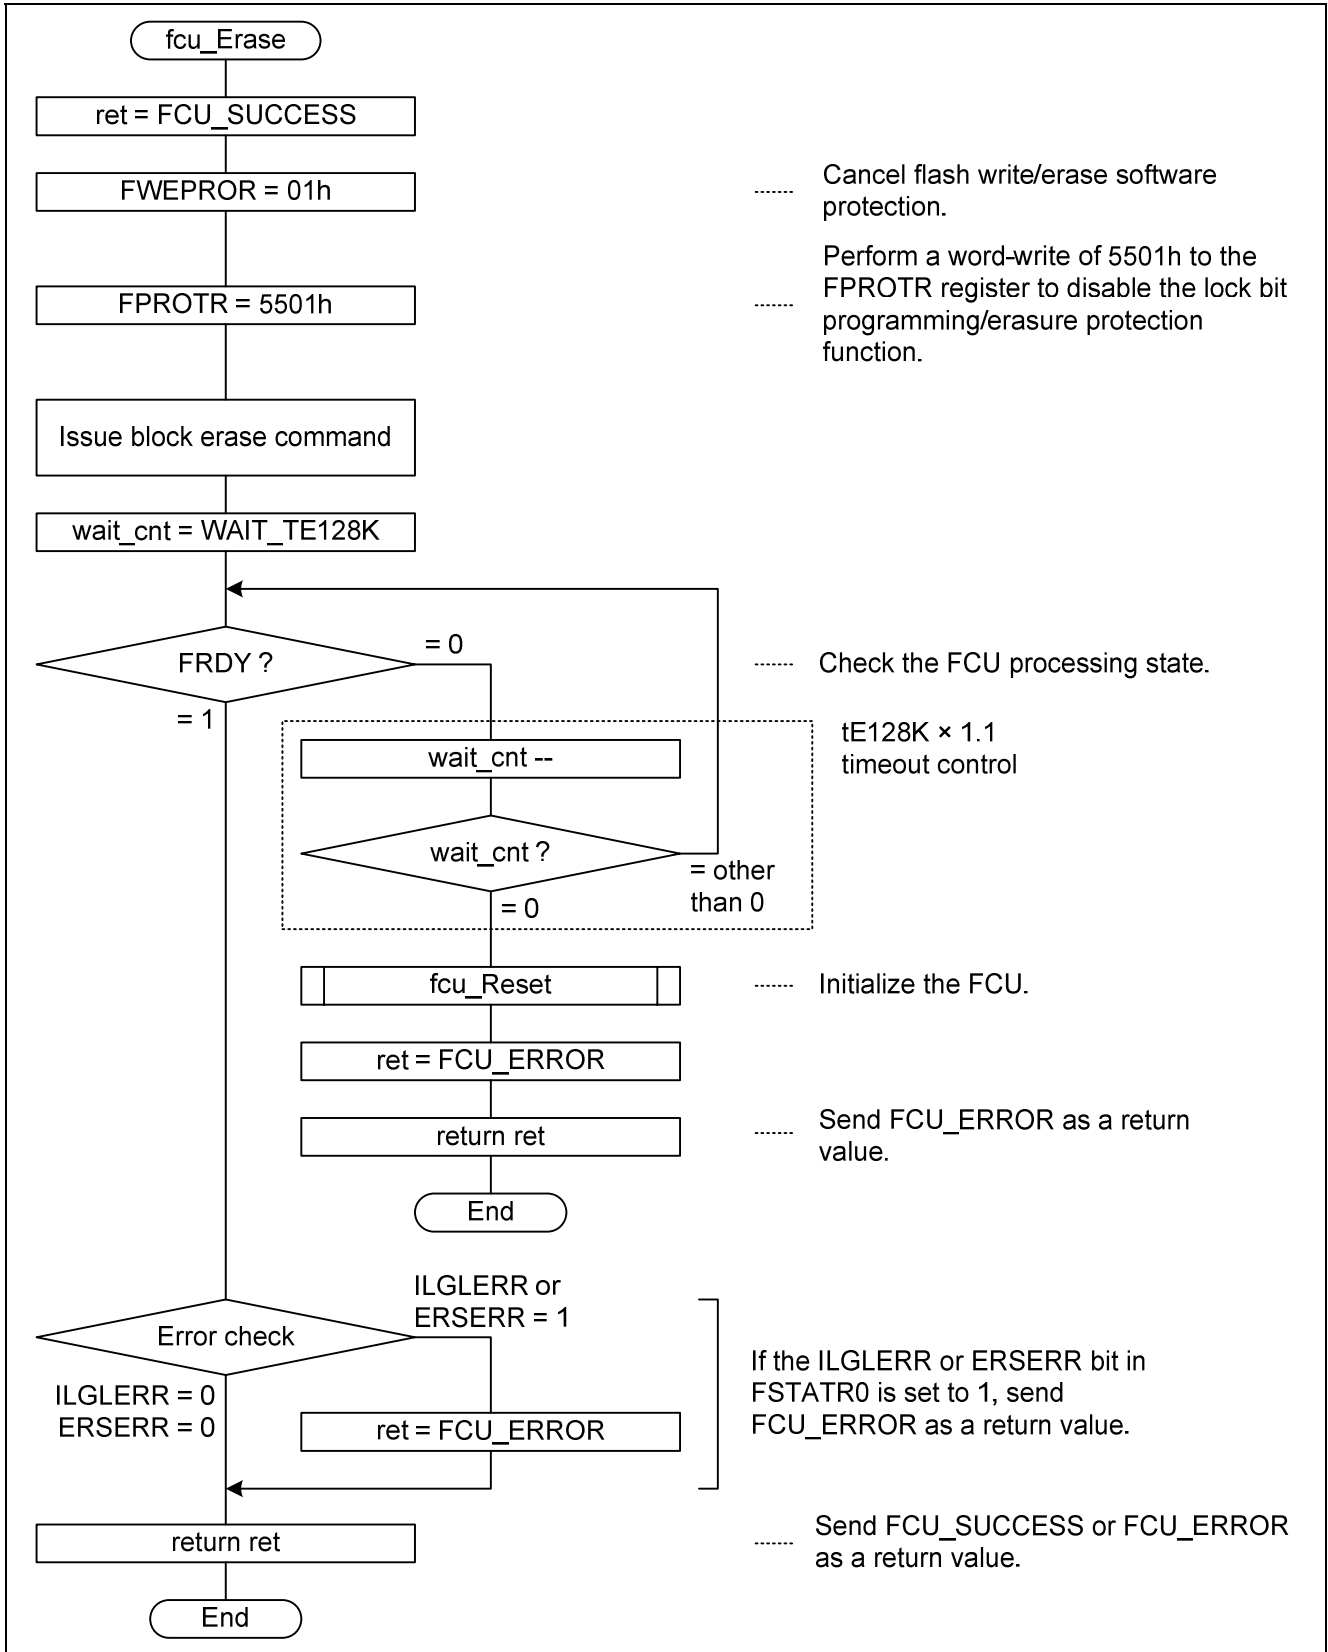 fcu_Erase
ret = FCU_SUCCESS
FWEPROR = 01h
Cancel flash write/erase software
protection.
FPROTR = 5501h
Perform a word-write of 5501h to the
FPROTR register to disable the lock bit
programming/erasure protection
function.
Issue block erase command
wait_cnt = WAIT_TE128K
FRDY ?
= 0
= 1
Check the FCU processing state.
wait_cnt --
tE128K × 1.1
timeout control
wait_cnt ?
= other
than 0
= 0
fcu_Reset
Initialize the FCU.
ret = FCU_ERROR
return ret
Send FCU_ERROR as a return
value.
End
Error check
ILGLERR or
ERSERR = 1
ILGLERR = 0
ERSERR = 0
ret = FCU_ERROR
If the ILGLERR or ERSERR bit in
FSTATR0 is set to 1, send
FCU_ERROR as a return value.
return ret
Send FCU_SUCCESS or FCU_ERROR
as a return value.
End